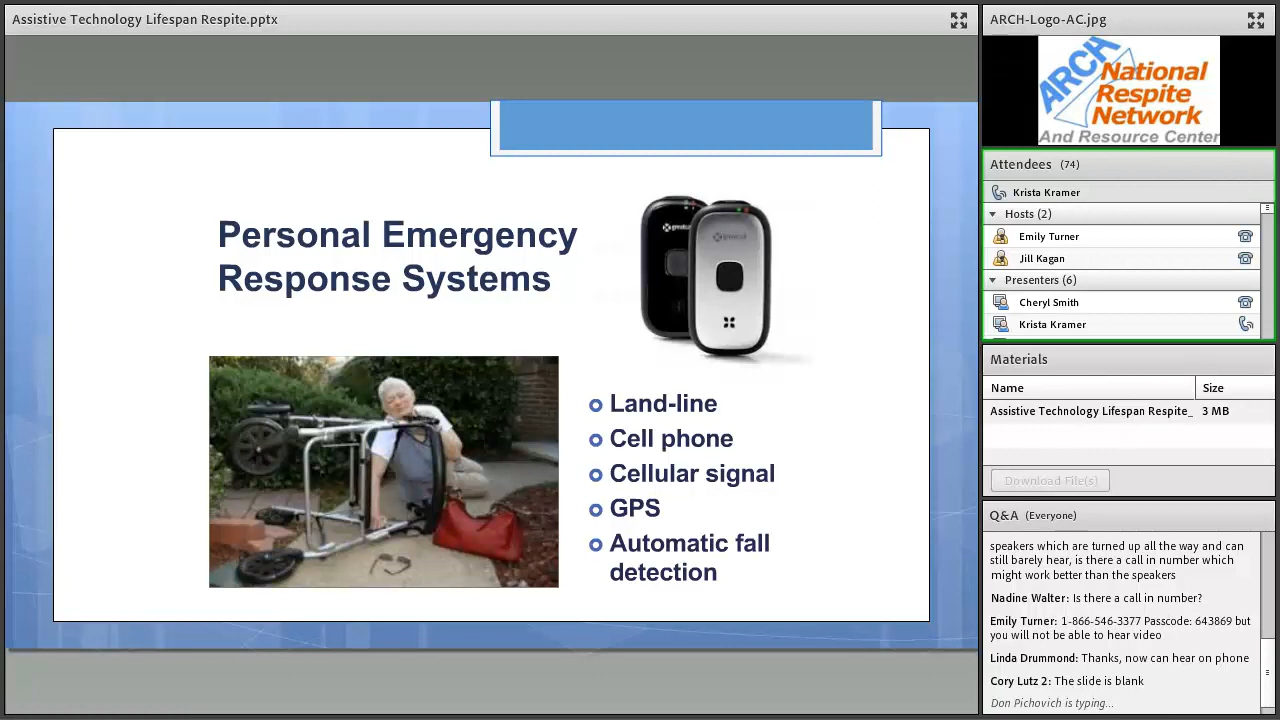 Assistive Technology Lifespan Respite.pptx
Personal Emergency
Response Systems
Land-line
Cell phone
Cellular signal
GPS
Automatic fall
detection
ARCH-Logo-AC.jpg
ARCH
National
Respite
Network
And Resource Center
Attendees (74)
Krista Kramer
Hosts (2)
Emily Turner
Jill Kagan
Presenters (6)
Cheryl Smith
Krista Kramer
Materials
Name Size
Assistive Technology Lifespan Respite_ 3 MB
Download File(s)
Q&A (Everyone)
speakers which are turned up all the way and can
still barely hear, is there a call in number which
might work better than the speakers
Nadine Walter: Is there a call in number?
Emily Turner: 1-866-546-3377 Passcode: 643869 but
you will not be able to hear video
Linda Drummond: Thanks, now can hear on phone
Cory Lutz 2: The slide is blank
Don Pichovich is typing...